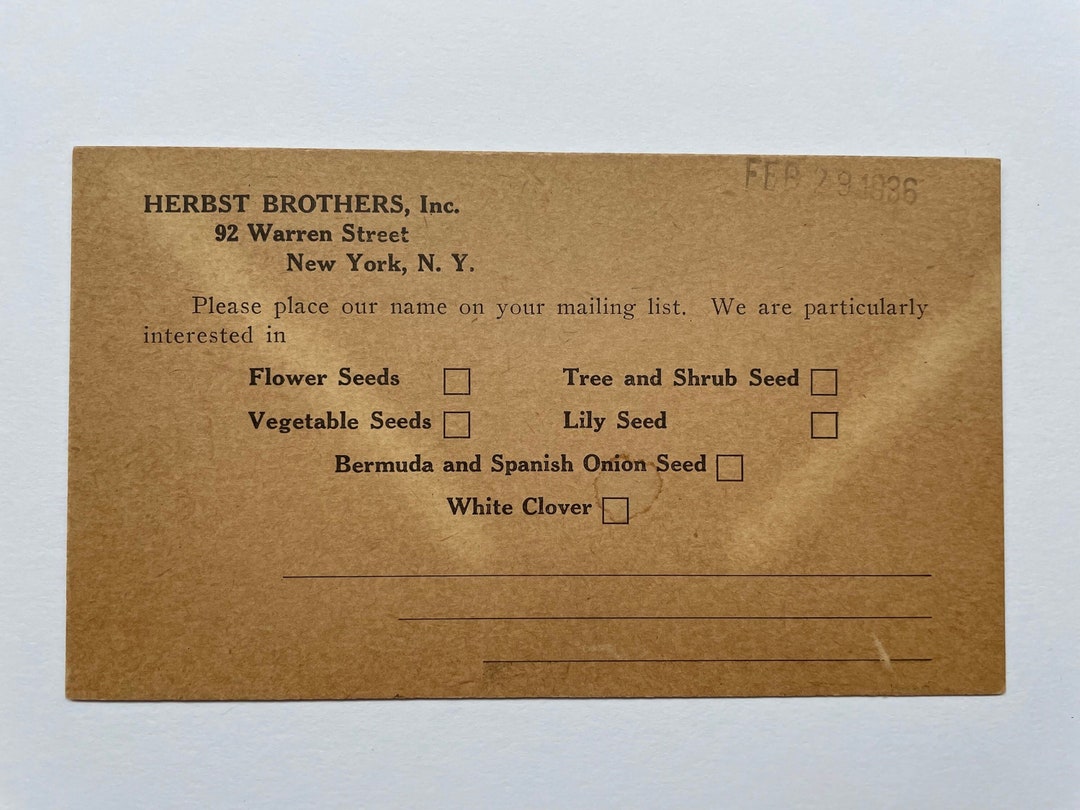 FEB 29 1936
HERBST BROTHERS, Inc.
92 Warren Street
New York, N. Y.
Please place our name on your mailing list. We are particularly
interested in
Flower Seeds Tree and Shrub Seed
Vegetable Seeds Lily Seed
Bermuda and Spanish Onion Seed
White Clover